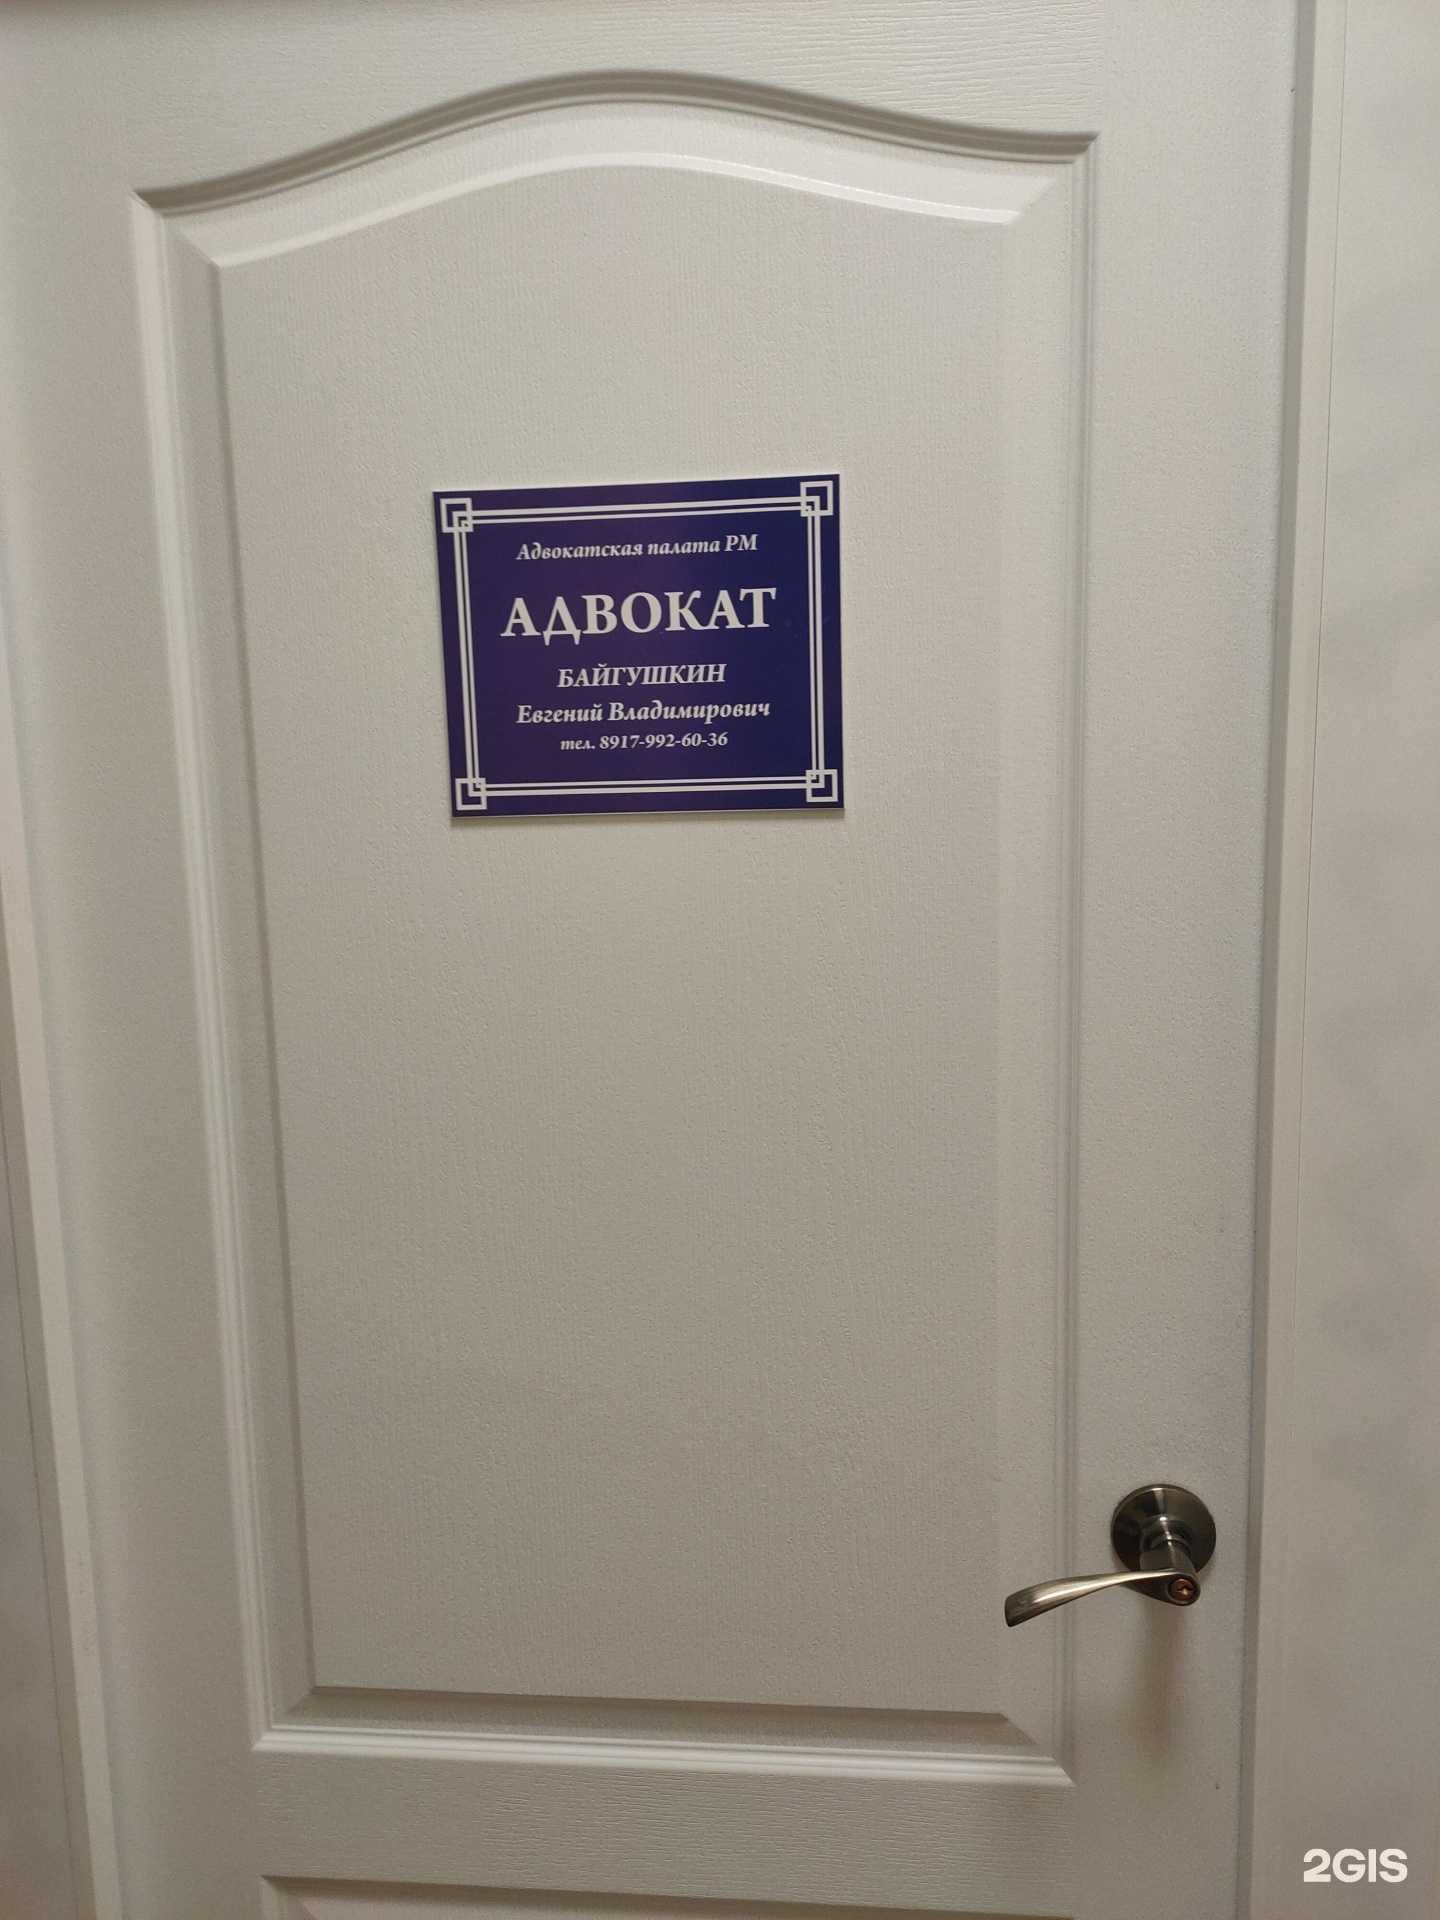 Адвокатская палата РМ
АДВОКАТ
БАЙГУШКИН
Евгений Владимирович
тел. 8917-992-60-36
2GIS